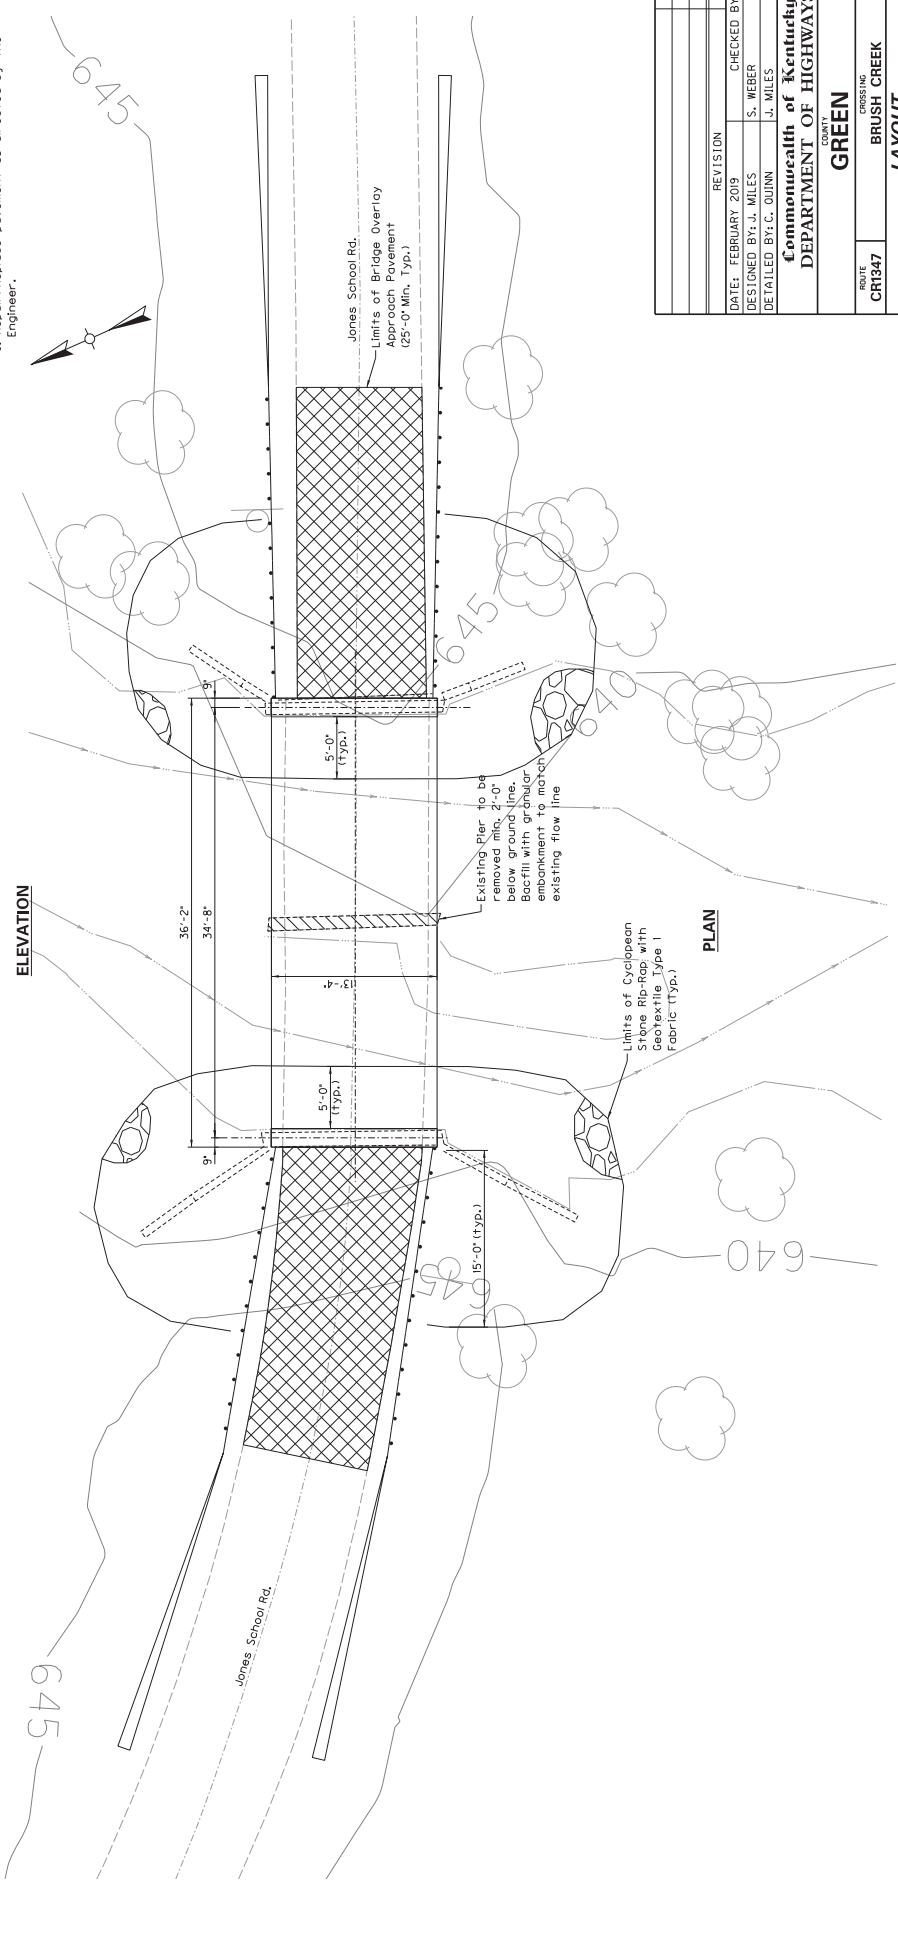 Engineer.
ELEVATION
645
Jones School Rd.
Limits of Bridge Overlay
Approach Pavement
(25'-0" Min. Typ.)
9"
36'-2"
34'-8"
5'-0"
(typ.)
645
640
Existing Pier to be
removed min. 2'-0"
below ground line.
Bacfill with granular
embankment to match
existing flow line
13'-4"
5'-0"
(typ.)
9"
Limits of Cyclopean
Stone Rip-Rap with
Geotextile Type 1
Fabric (Typ.)
15'-0" (typ.)
645
640
Jones School Rd.
645
PLAN
REVISION
DATE: FEBRUARY 2019
CHECKED BY
DESIGNED BY: J. MILES
S. WEBER
DETAILED BY: C. QUINN
J. MILES
Commonwealth of Kentucky
DEPARTMENT OF HIGHWAYS
COUNTY
GREEN
ROUTE
CR1347
CROSSING
BRUSH CREEK
LAYOUT